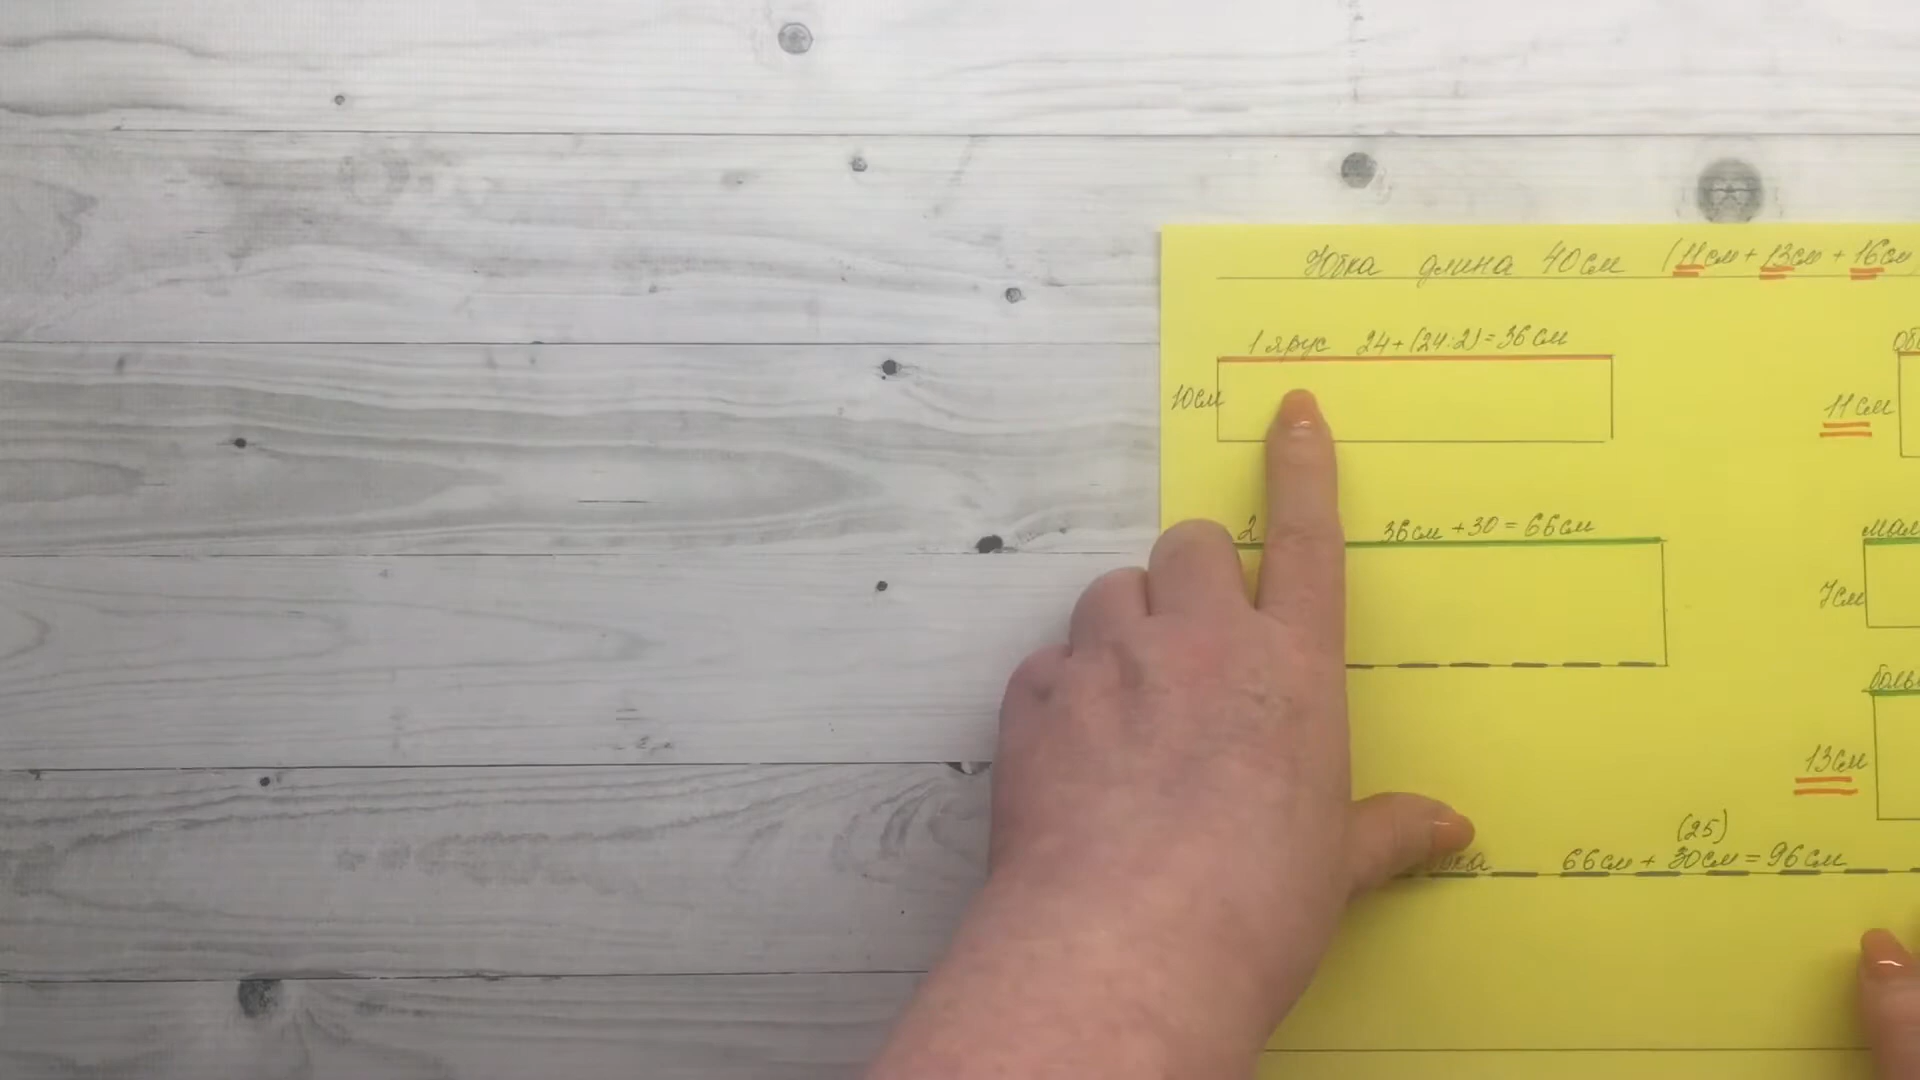 Юбка длина 40см (11см + 13см + 16см)
1 ярус 24+(24:2)=36см
10см
11см
2
36см +30 = 66см
7см
13см
(25)
66см + 30см = 96см